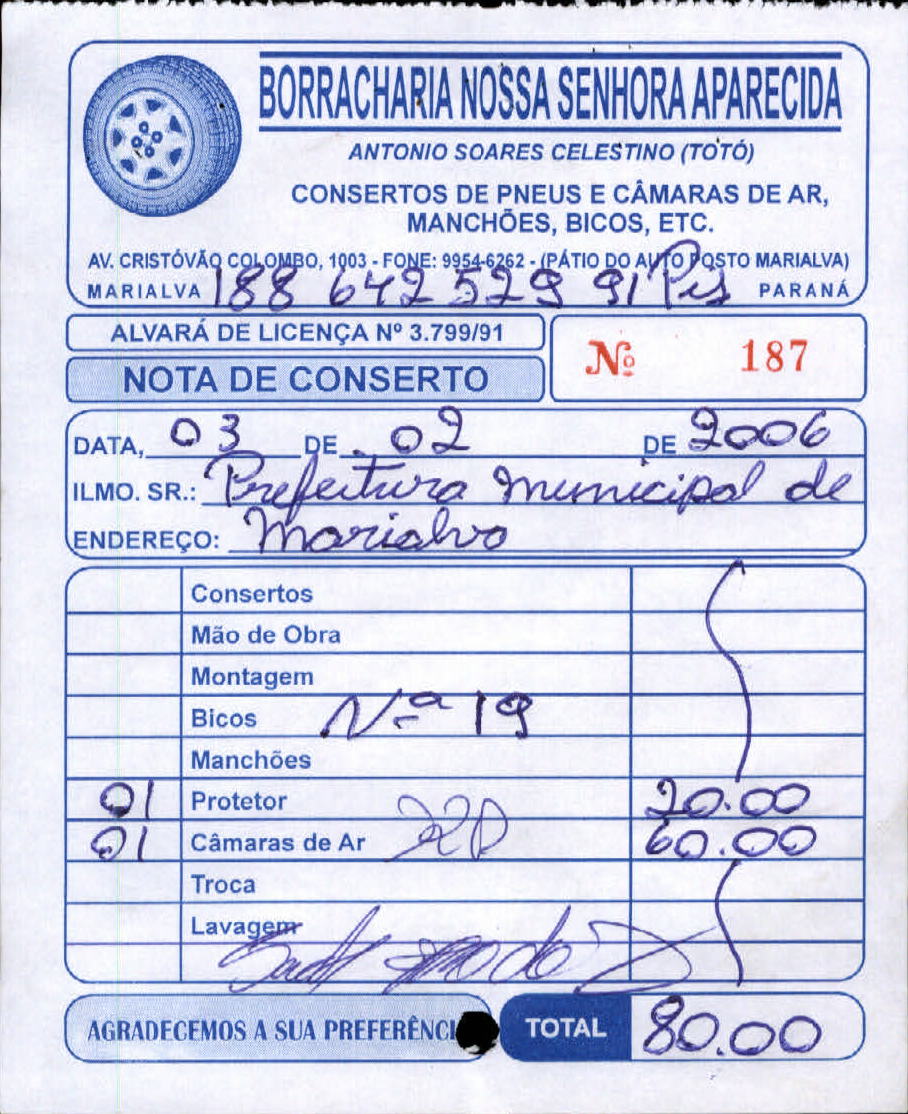 BORRACHARIA NOSSA SENHORA APARECIDA
ANTONIO SOARES CELESTINO (TOTÓ)
CONSERTOS DE PNEUS E CÂMARAS DE AR,
MANCHÕES, BICOS, ETC.
AV. CRISTÓVÃO COLOMBO, 1003 - FONE: 9954-6262 - (PÁTIO DO AUTO POSTO MARIALVA)
MARIALVA 188 642 529 91 Pis PARANÁ
ALVARÁ DE LICENÇA Nº 3.799/91
Nº 187
NOTA DE CONSERTO
DATA, 03 DE 02 DE 2006
ILMO. SR.: Prefeitura Municipal de
ENDEREÇO: Marialva
Consertos
Mão de Obra
Montagem
Bicos Nº 19
Manchões
01 Protetor 20.00
01 Câmaras de Ar 60.00
Troca
Lavagem
AGRADECEMOS A SUA PREFERÊNCI TOTAL 80.00